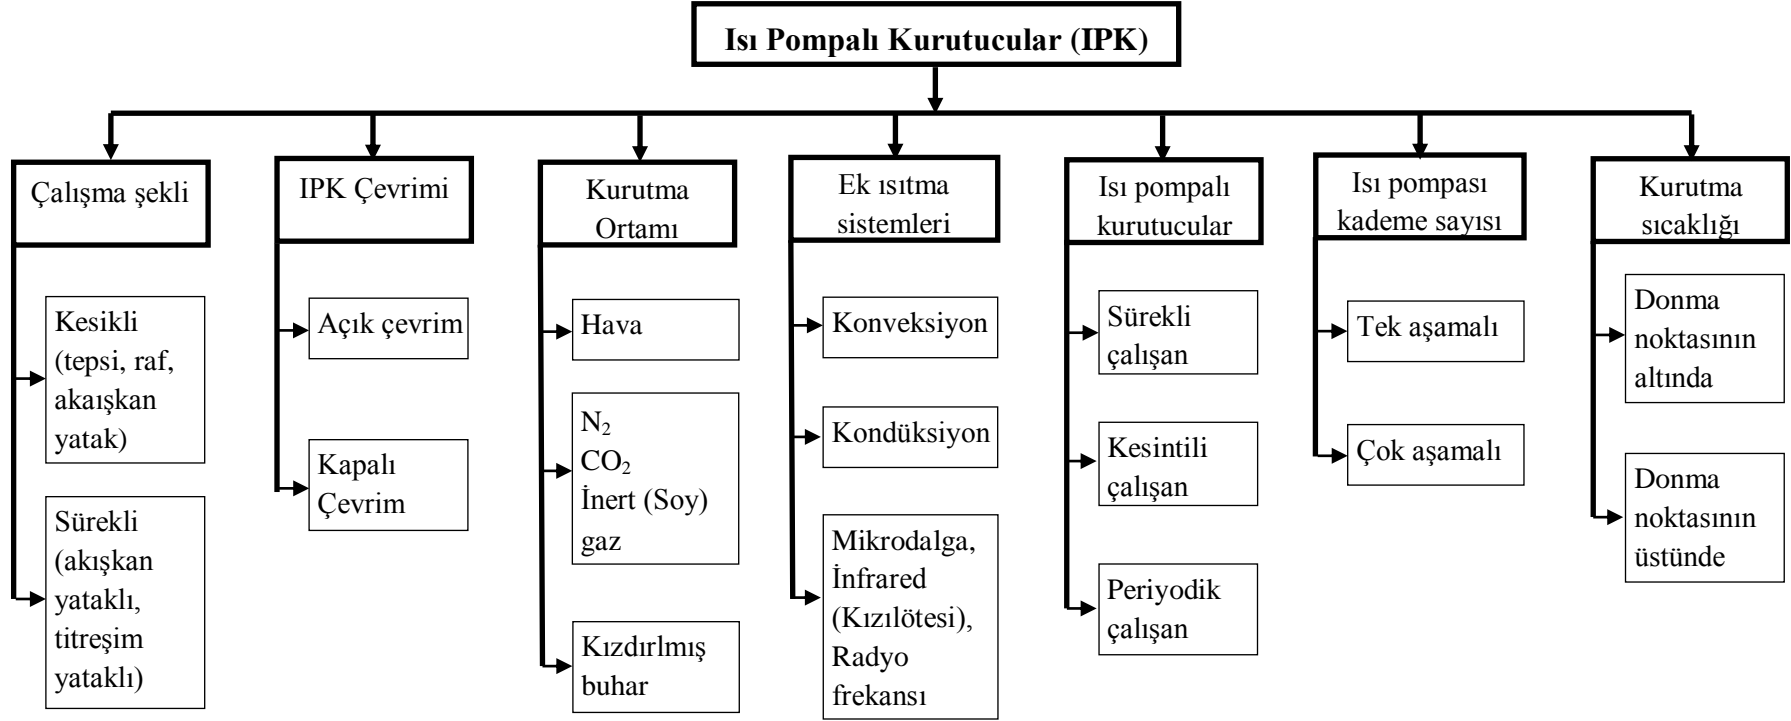 Isı Pompalı Kurutucular (IPK)
Çalışma şekli
Kesikli
(tepsi, raf,
akaışkan
yatak)
Sürekli
(akışkan
yataklı,
titreşim
yataklı)
IPK Çevrimi
Açık çevrim
Kapalı
Çevrim
Kurutma
Ortamı
Hava
N₂
CO₂
İnert (Soy)
gaz
Kızdırlmış
buhar
Ek ısıtma
sistemleri
Konveksiyon
Kondüksiyon
Mikrodalga,
İnfrared
(Kızılötesi),
Radyo
frekansı
Isı pompalı
kurutucular
Sürekli
çalışan
Kesintili
çalışan
Periyodik
çalışan
Isı pompası
kademe sayısı
Tek aşamalı
Çok aşamalı
Kurutma
sıcaklığı
Donma
noktasının
altında
Donma
noktasının
üstünde